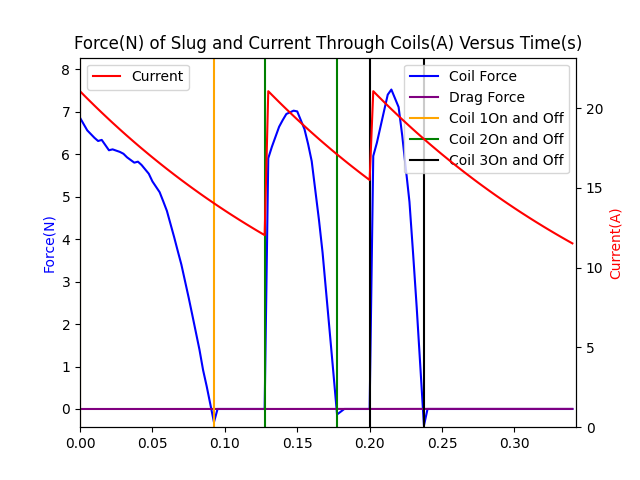 Force(N) of Slug and Current Through Coils(A) Versus Time(s)
Current
Coil Force
Drag Force
Coil 1On and Off
Coil 2On and Off
Coil 3On and Off
8
7
6
5
4
3
2
1
0
Force(N)
20
15
10
5
0
Current(A)
0.00 0.05 0.10 0.15 0.20 0.25 0.30